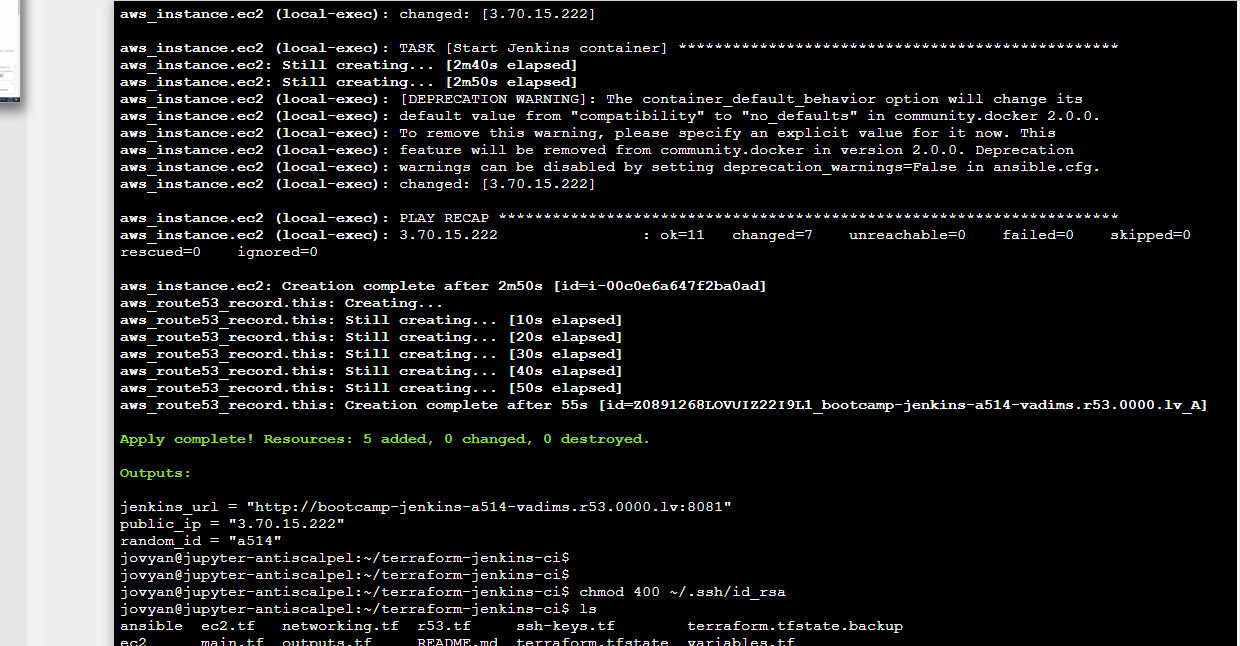 aws_instance.ec2 (local-exec): changed: [3.70.15.222]
aws_instance.ec2 (local-exec): TASK [Start Jenkins container] *************************************************
aws_instance.ec2: Still creating... [2m40s elapsed]
aws_instance.ec2: Still creating... [2m50s elapsed]
aws_instance.ec2 (local-exec): [DEPRECATION WARNING]: The container_default_behavior option will change its
aws_instance.ec2 (local-exec): default value from "compatibility" to "no_defaults" in community.docker 2.0.0.
aws_instance.ec2 (local-exec): To remove this warning, please specify an explicit value for it now. This
aws_instance.ec2 (local-exec): feature will be removed from community.docker in version 2.0.0. Deprecation
aws_instance.ec2 (local-exec): warnings can be disabled by setting deprecation_warnings=False in ansible.cfg.
aws_instance.ec2 (local-exec): changed: [3.70.15.222]
aws_instance.ec2 (local-exec): PLAY RECAP *********************************************************************
aws_instance.ec2 (local-exec): 3.70.15.222                : ok=11   changed=7    unreachable=0    failed=0    skipped=0
rescued=0    ignored=0
aws_instance.ec2: Creation complete after 2m50s [id=i-00c0e6a647f2ba0ad]
aws_route53_record.this: Creating...
aws_route53_record.this: Still creating... [10s elapsed]
aws_route53_record.this: Still creating... [20s elapsed]
aws_route53_record.this: Still creating... [30s elapsed]
aws_route53_record.this: Still creating... [40s elapsed]
aws_route53_record.this: Still creating... [50s elapsed]
aws_route53_record.this: Creation complete after 55s [id=Z0891268LOVUIZ22I9L1_bootcamp-jenkins-a514-vadims.r53.0000.lv_A]
Apply complete! Resources: 5 added, 0 changed, 0 destroyed.
Outputs:
jenkins_url = "http://bootcamp-jenkins-a514-vadims.r53.0000.lv:8081"
public_ip = "3.70.15.222"
random_id = "a514"
jovyan@jupyter-antiscalpel:~/terraform-jenkins-ci$
jovyan@jupyter-antiscalpel:~/terraform-jenkins-ci$
jovyan@jupyter-antiscalpel:~/terraform-jenkins-ci$ chmod 400 ~/.ssh/id_rsa
jovyan@jupyter-antiscalpel:~/terraform-jenkins-ci$ ls
ansible  ec2.tf   networking.tf  r53.tf     ssh-keys.tf        terraform.tfstate.backup
ec2      main.tf  outputs.tf     README.md  terraform.tfstate  variables.tf